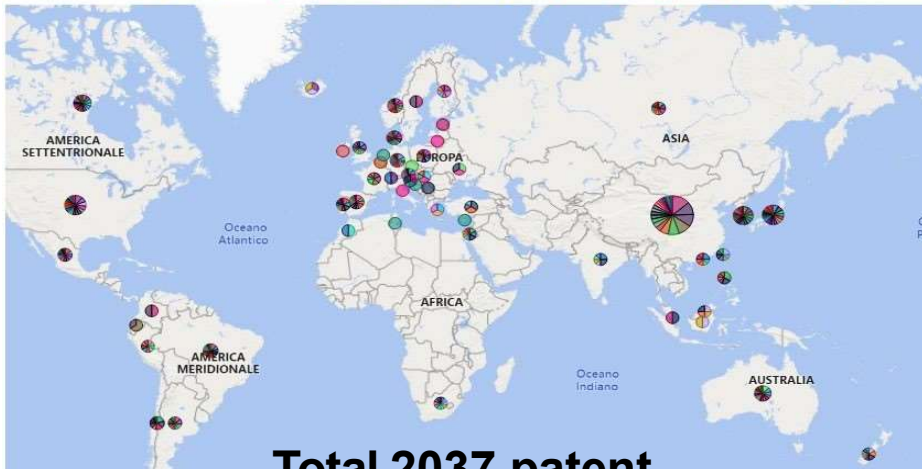 AMERICA
SETTENTRIONALE
ASIA
EUROPA
Oceano
Atlantico
AFRICA
AMERICA
MERIDIONALE
Oceano
Indiano
AUSTRALIA
Total 2037 patent